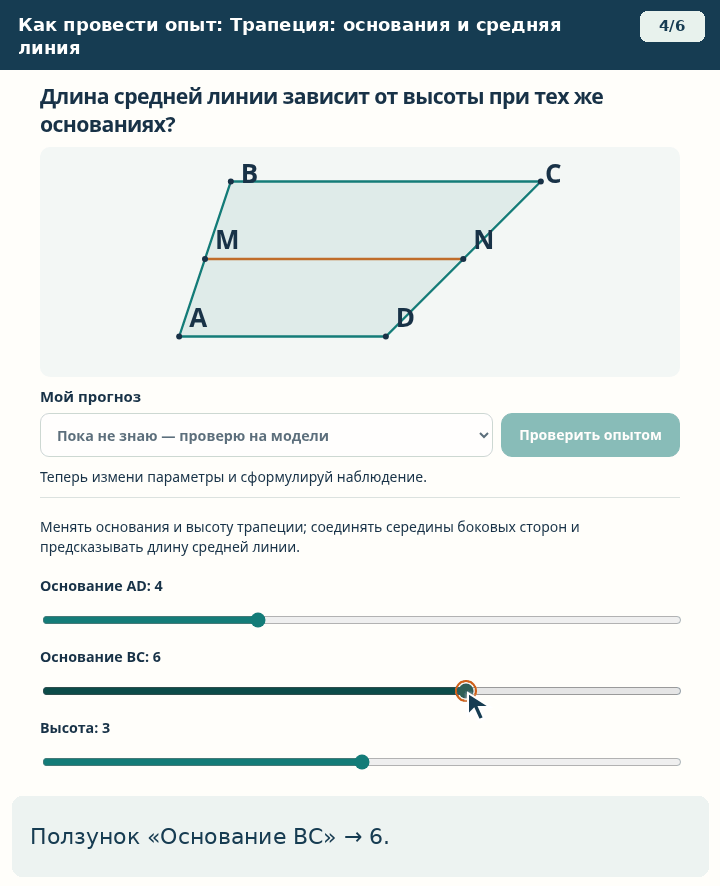 Как провести опыт: Трапеция: основания и средняя
линия
4/6
Длина средней линии зависит от высоты при тех же
основаниях?
B
C
M
N
A
D
Мой прогноз
Пока не знаю — проверю на модели
Проверить опытом
Теперь измени параметры и сформулируй наблюдение.
Менять основания и высоту трапеции; соединять середины боковых сторон и
предсказывать длину средней линии.
Основание AD: 4
Основание BC: 6
Высота: 3
Ползунок «Основание BC» → 6.